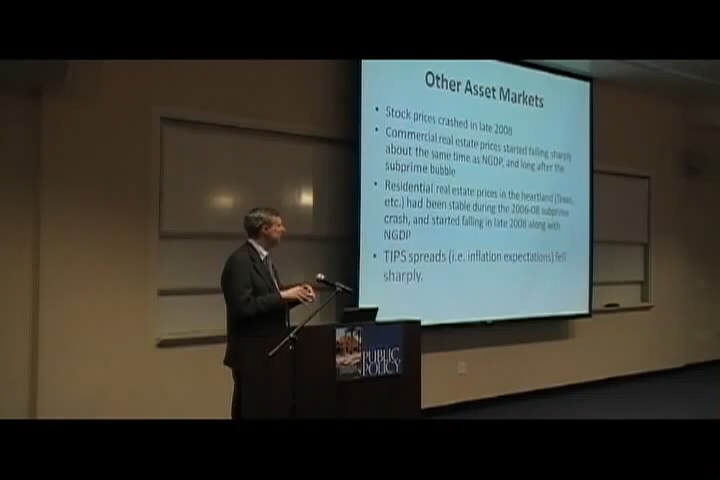 Other Asset Markets
• Stock prices crashed in late 2008
• Commercial real estate prices started falling sharply
about the same time as NGDP, and long after the
subprime bubble
• Residential real estate prices in the heartland (Texas,
etc.) had been stable during the 2006-08 subprime
crash, and started falling in late 2008 along with
NGDP
• TIPS spreads (i.e. inflation expectations) fell
sharply.
PUBLIC
POLICY